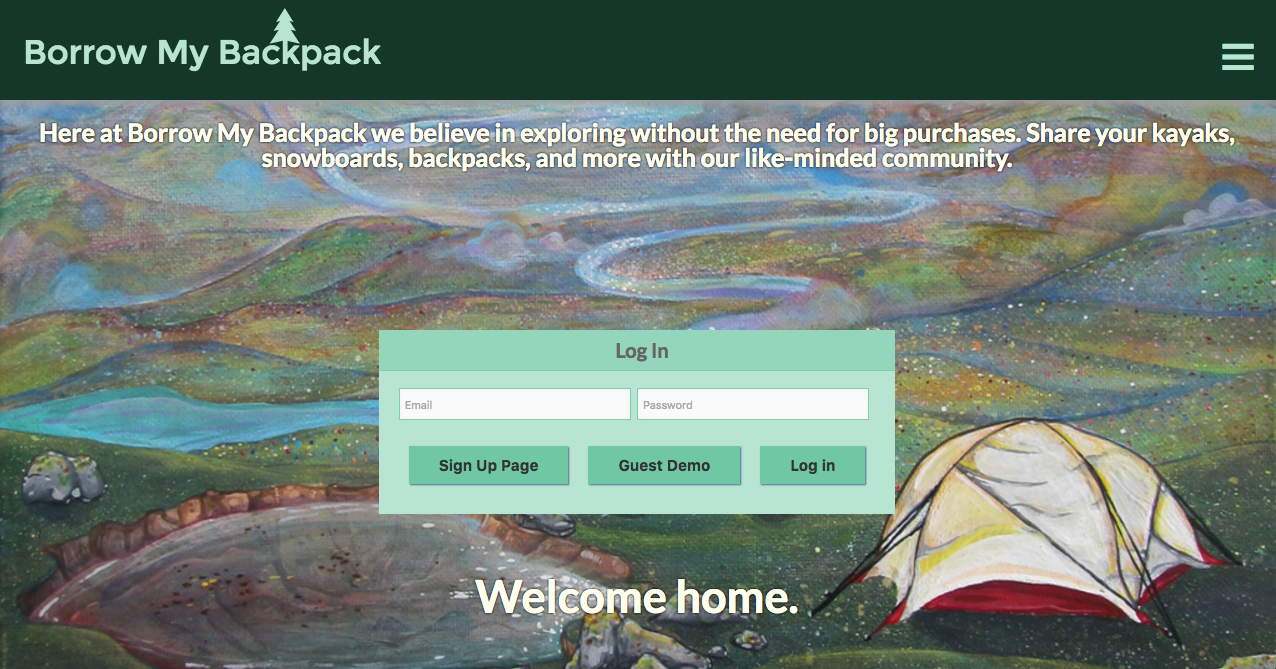 Borrow My Backpack
Here at Borrow My Backpack we believe in exploring without the need for big purchases. Share your kayaks,
snowboards, backpacks, and more with our like-minded community.
Log In
Email
Password
Sign Up Page
Guest Demo
Log in
Welcome home.